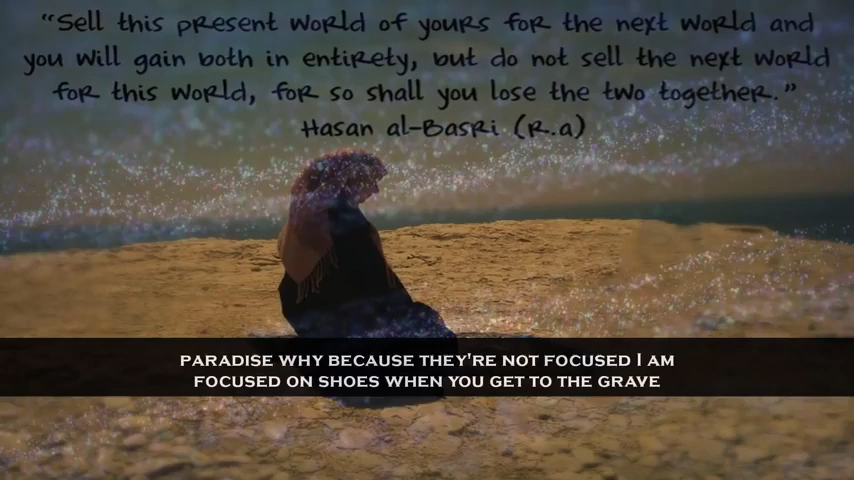 “Sell this present world of yours for the next world and
you will gain both in entirety, but do not sell the next world
for this world, for so shall you lose the two together.”
Hasan al-Basri (R.a)
PARADISE WHY BECAUSE THEY'RE NOT FOCUSED I AM
FOCUSED ON SHOES WHEN YOU GET TO THE GRAVE